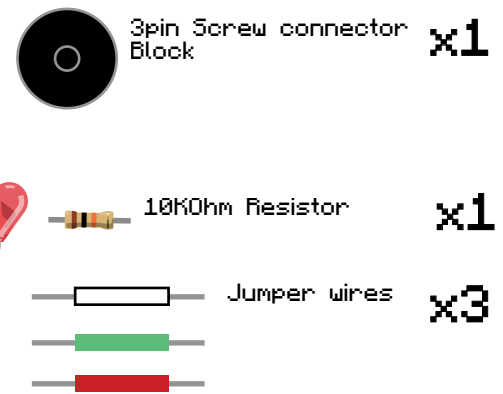 3pin Screw connector
Block
x1
10KOhm Resistor
x1
Jumper wires
x3